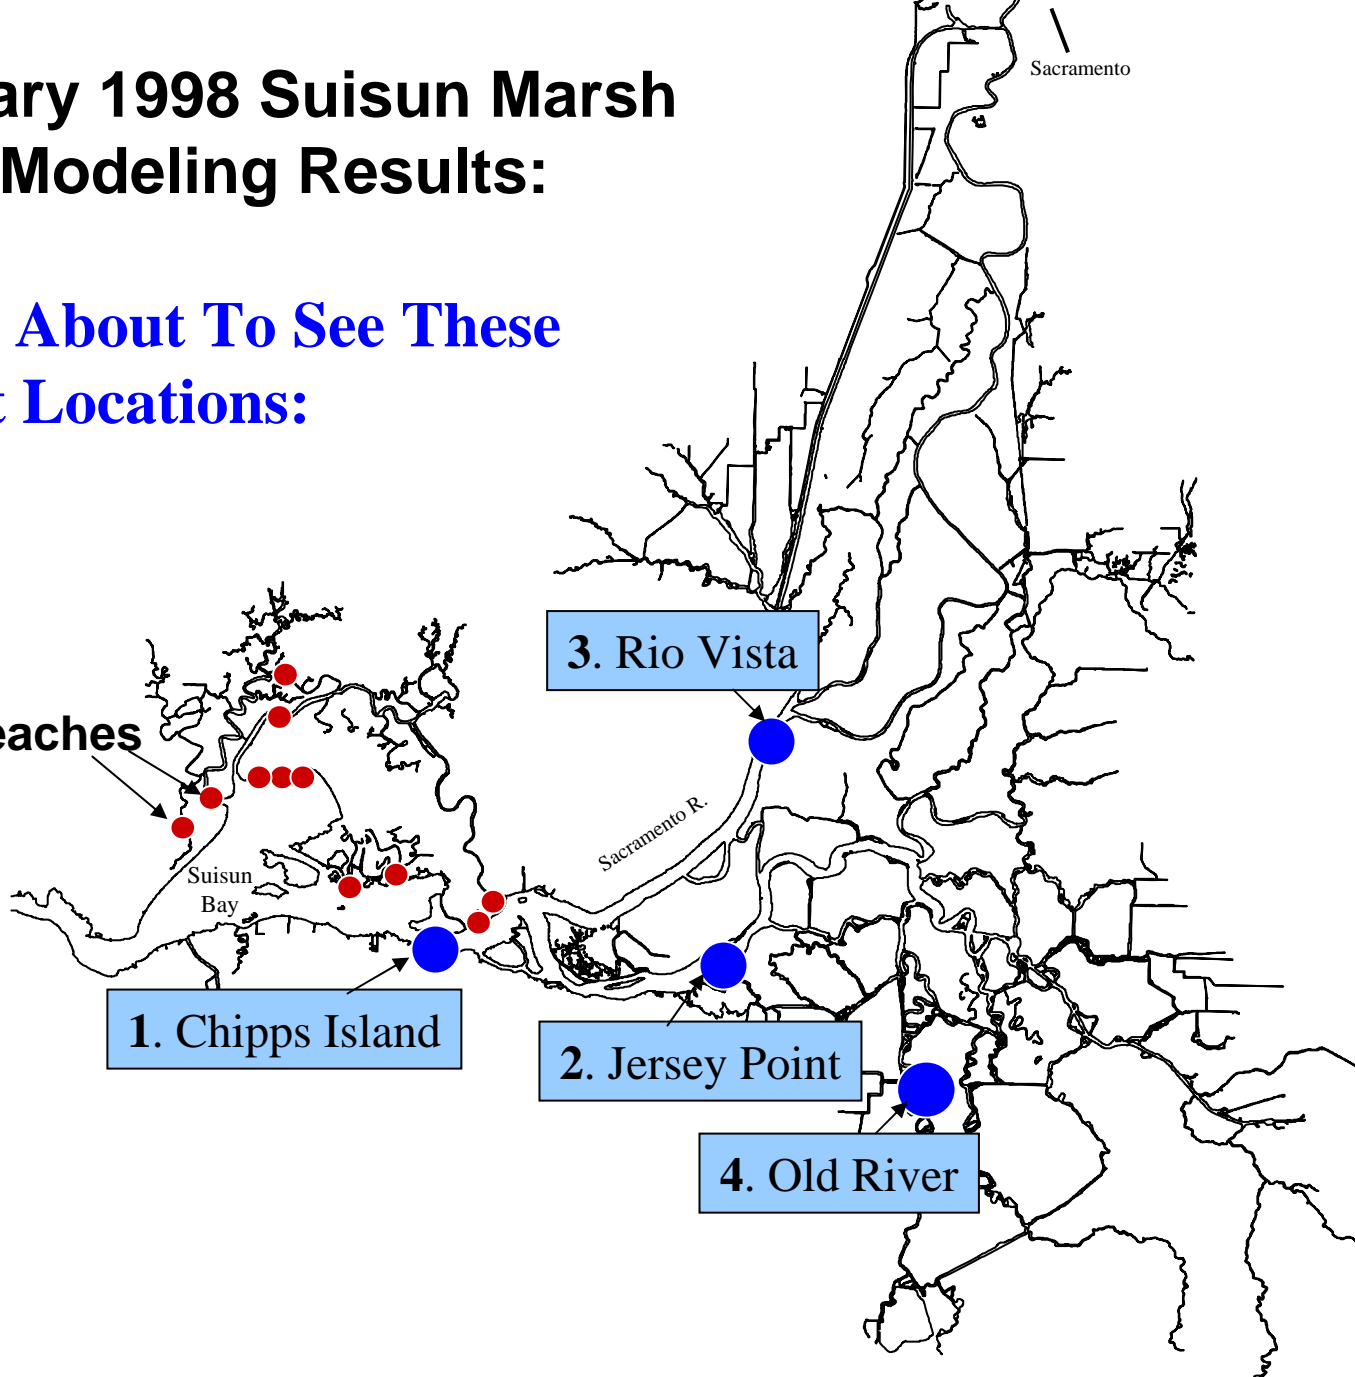 ary 1998 Suisun Marsh
Modeling Results:
About To See These
t Locations:
Sacramento
3. Rio Vista
eaches
Sacramento R.
Suisun
Bay
1. Chipps Island
2. Jersey Point
4. Old River